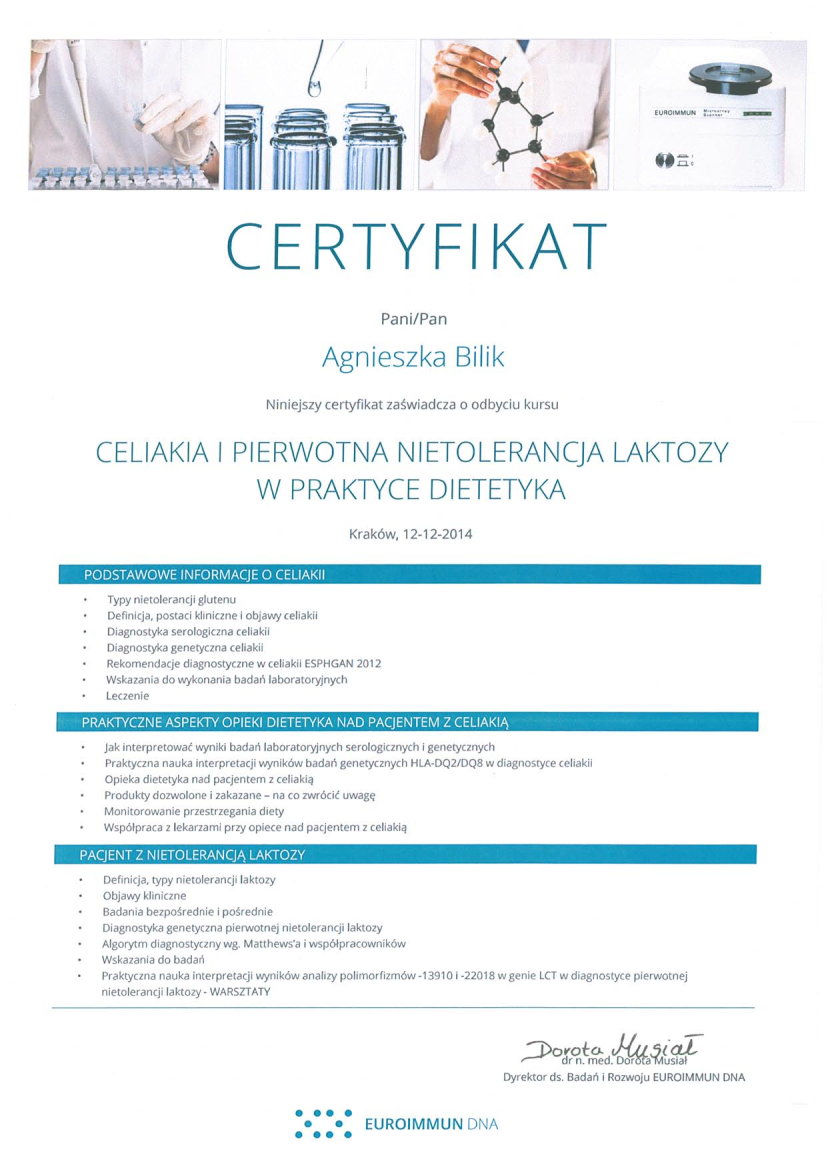 EUROIMMUN Microarray Scanner
CERTYFIKAT
Pani/Pan
Agnieszka Bilik
Niniejszy certyfikat zaświadcza o odbyciu kursu
CELIAKIA I PIERWOTNA NIETOLERANCJA LAKTOZY
W PRAKTYCE DIETETYKA
Kraków, 12-12-2014
PODSTAWOWE INFORMACJE O CELIAKII
• Typy nietolerancji glutenu
• Definicja, postaci kliniczne i objawy celiakii
• Diagnostyka serologiczna celiakii
• Diagnostyka genetyczna celiakii
• Rekomendacje diagnostyczne w celiakii ESPHGAN 2012
• Wskazania do wykonania badań laboratoryjnych
• Leczenie
PRAKTYCZNE ASPEKTY OPIEKI DIETETYKA NAD PACJENTEM Z CELIAKIĄ
• Jak interpretować wyniki badań laboratoryjnych serologicznych i genetycznych
• Praktyczna nauka interpretacji wyników badań genetycznych HLA-DQ2/DQ8 w diagnostyce celiakii
• Opieka dietetyka nad pacjentem z celiakią
• Produkty dozwolone i zakazane – na co zwrócić uwagę
• Monitorowanie przestrzegania diety
• Współpraca z lekarzami przy opiece nad pacjentem z celiakią
PACJENT Z NIETOLERANCJĄ LAKTOZY
• Definicja, typy nietolerancji laktozy
• Objawy kliniczne
• Badania bezpośrednie i pośrednie
• Diagnostyka genetyczna pierwotnej nietolerancji laktozy
• Algorytm diagnostyczny wg. Matthews'a i współpracowników
• Wskazania do badań
• Praktyczna nauka interpretacji wyników analizy polimorfizmów -13910 i -22018 w genie LCT w diagnostyce pierwotnej
nietolerancji laktozy - WARSZTATY
Dorota Musiał
dr n. med. Dorota Musiał
Dyrektor ds. Badań i Rozwoju EUROIMMUN DNA
EUROIMMUN DNA